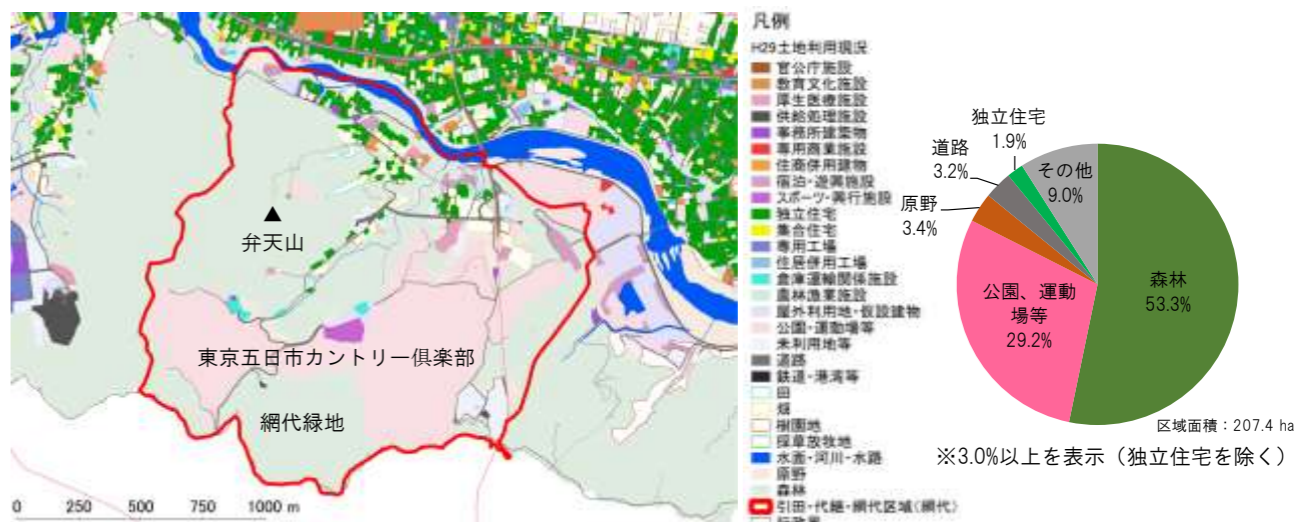 ▲
弁天山
東京五日市カントリー倶楽部
網代緑地
0 250 500 750 1000 m
凡例
H29土地利用現況
官公庁施設
教育文化施設
厚生医療施設
供給処理施設
事務所建築物
専用商業施設
住商併用建物
宿泊・遊興施設
スポーツ・興行施設
独立住宅
集合住宅
専用工場
住居併用工場
倉庫運輸関係施設
農林漁業施設
屋外利用地・仮設建物
公園・運動場等
未利用地等
道路
鉄道・港湾等
田
畑
樹園地
採草放牧地
水面・河川・水路
原野
森林
引田・代継・網代区域(網代)
行政界
独立住宅
1.9%
道路
3.2%
原野
3.4%
その他
9.0%
公園、運動
場等
29.2%
森林
53.3%
区域面積：207.4 ha
※3.0%以上を表示（独立住宅を除く）